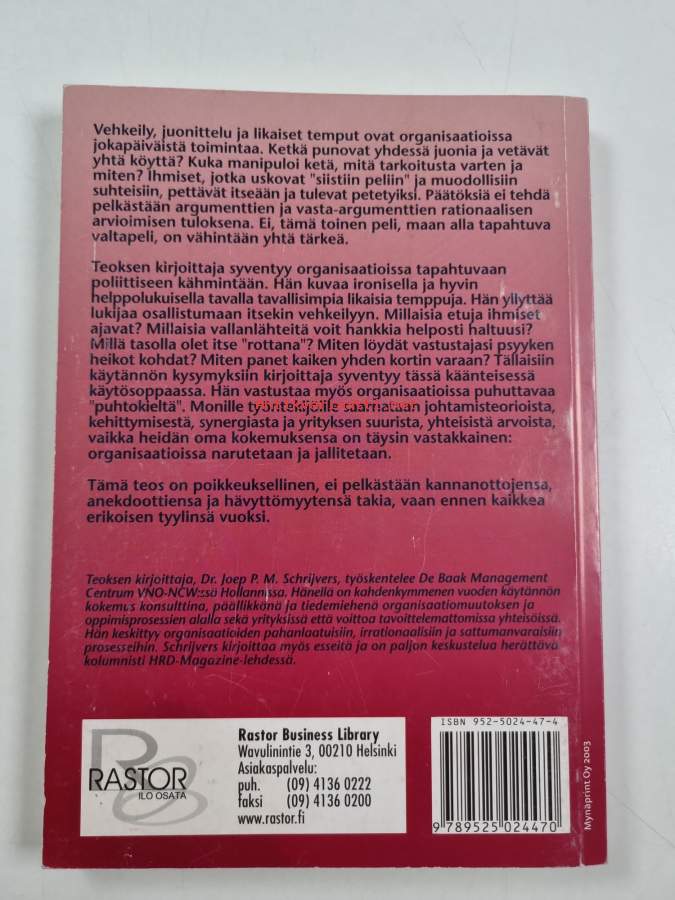 Vehkeily, juonittelu ja likaiset temput ovat organisaatioissa
jokapäiväistä toimintaa. Ketkä punovat yhdessä juonia ja vetävät
yhtä köyttä? Kuka manipuloi ketä, mitä tarkoitusta varten ja
miten? Ihmiset, jotka uskovat "siistiin peliin" ja muodollisiin
suhteisiin, pettävät itseään ja tulevat petetyiksi. Päätöksiä ei tehdä
pelkästään argumenttien ja vasta-argumenttien rationaalisen
arvioimisen tuloksena. Ei, tämä toinen peli, maan alla tapahtuva
valtapeli, on vähintään yhtä tärkeä.
Teoksen kirjoittaja syventyy organisaatioissa tapahtuvaan
poliittiseen kähmintään. Hän kuvaa ironisella ja hyvin
helppolukuisella tavalla tavallisimpia likaisia temppuja. Hän yllyttää
lukijaa osallistumaan itsekin vehkeilyyn. Millaisia etuja ihmiset
ajavat? Millaisia vallanlähteitä voit hankkia helposti haltuusi?
Millä tasolla olet itse "rottana"? Miten löydät vastustajasi psyyken
heikot kohdat? Miten panet kaiken yhden kortin varaan? Tällaisiin
käytännön kysymyksiin kirjoittaja syventyy tässä käänteisessä
käytösoppaassa. Hän vastustaa myös organisaatioissa puhuttavaa
"puhtokieltä". Monille työntekijöille saarnataan johtamisteorioista,
kehittymisestä, synergiasta ja yrityksen suurista, yhteisistä arvoista,
vaikka heidän oma kokemuksensa on täysin vastakkainen:
organisaatioissa narutetaan ja jallitetaan.
Tämä teos on poikkeuksellinen, ei pelkästään kannanottojensa,
anekdoottiensa ja hävyttömyytensä takia, vaan ennen kaikkea
erikoisen tyylinsä vuoksi.
Teoksen kirjoittaja, Dr. Joep P. M. Schrijvers, työskentelee De Baak Management
Centrum VNO-NCW:ssä Hollannissa. Hänellä on kahdenkymmenen vuoden käytännön
kokemus konsulttina, päällikkönä ja tiedemiehenä organisaatiomuutoksen ja
oppimisprosessien alalla sekä yrityksissä että voittoa tavoittelemattomissa yhteisöissä.
Hän keskittyy organisaatioiden pahanlaatuisiin, irrationaalisiin ja sattumanvaraisiin
prosesseihin. Schrijvers kirjoittaa myös esseitä ja on paljon keskustelua herättävä
kolumnisti HRD-Magazine-lehdessä.
RASTOR
ILO OSATA
Rastor Business Library
Wavulinintie 3, 00210 Helsinki
Asiakaspalvelu:
puh. (09) 4136 0222
faksi (09) 4136 0200
www.rastor.fi
ISBN 952-5024-47-4
9 789525 024470
Mynäprint Oy 2003